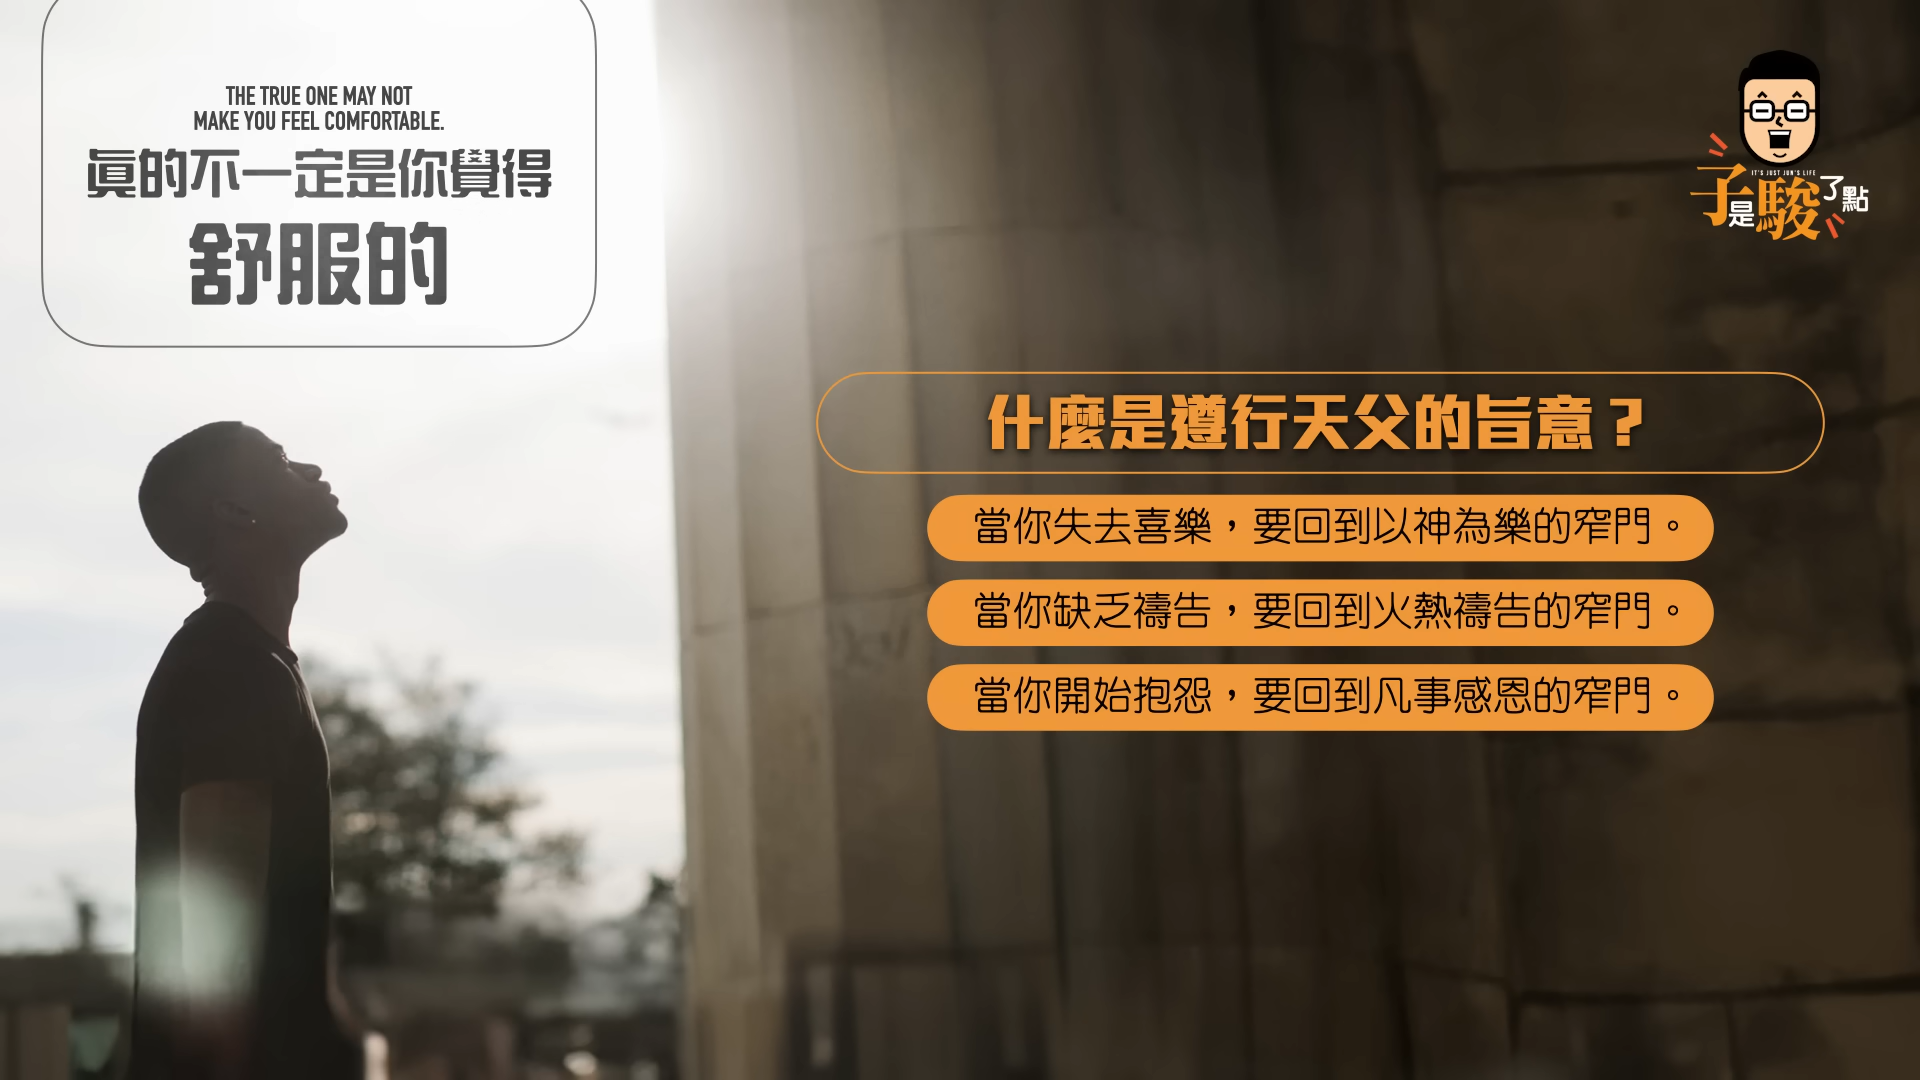 THE TRUE ONE MAY NOT
MAKE YOU FEEL COMFORTABLE.
真的不一定是你覺得
舒服的
IT'S JUST JUN'S LIFE
子是駿了點
什麼是遵行天父的旨意？
當你失去喜樂，要回到以神為樂的窄門。
當你缺乏禱告，要回到火熱禱告的窄門。
當你開始抱怨，要回到凡事感恩的窄門。